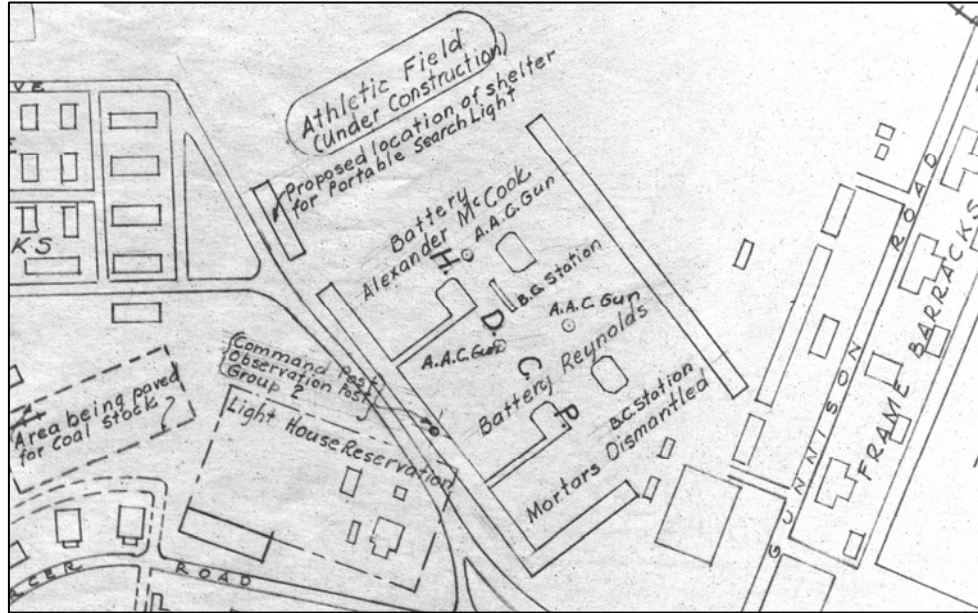 Athletic Field
(Under Construction)
Proposed location of shelter
for Portable Search Light
VE
E
KS
Battery
Alexander McCook
A.A.C. Gun
H.
D.
C.
P.
B.C. Station
A.A.C. Gun
A.A.C. Gun
Battery Reynolds
B.C. Station
Mortars Dismantled
Command Post
Observation Post
Group 2
Light House Reservation
Area being paved
for Coal Stock
CER ROAD
GUNNISON ROAD
FRAME BARRACKS